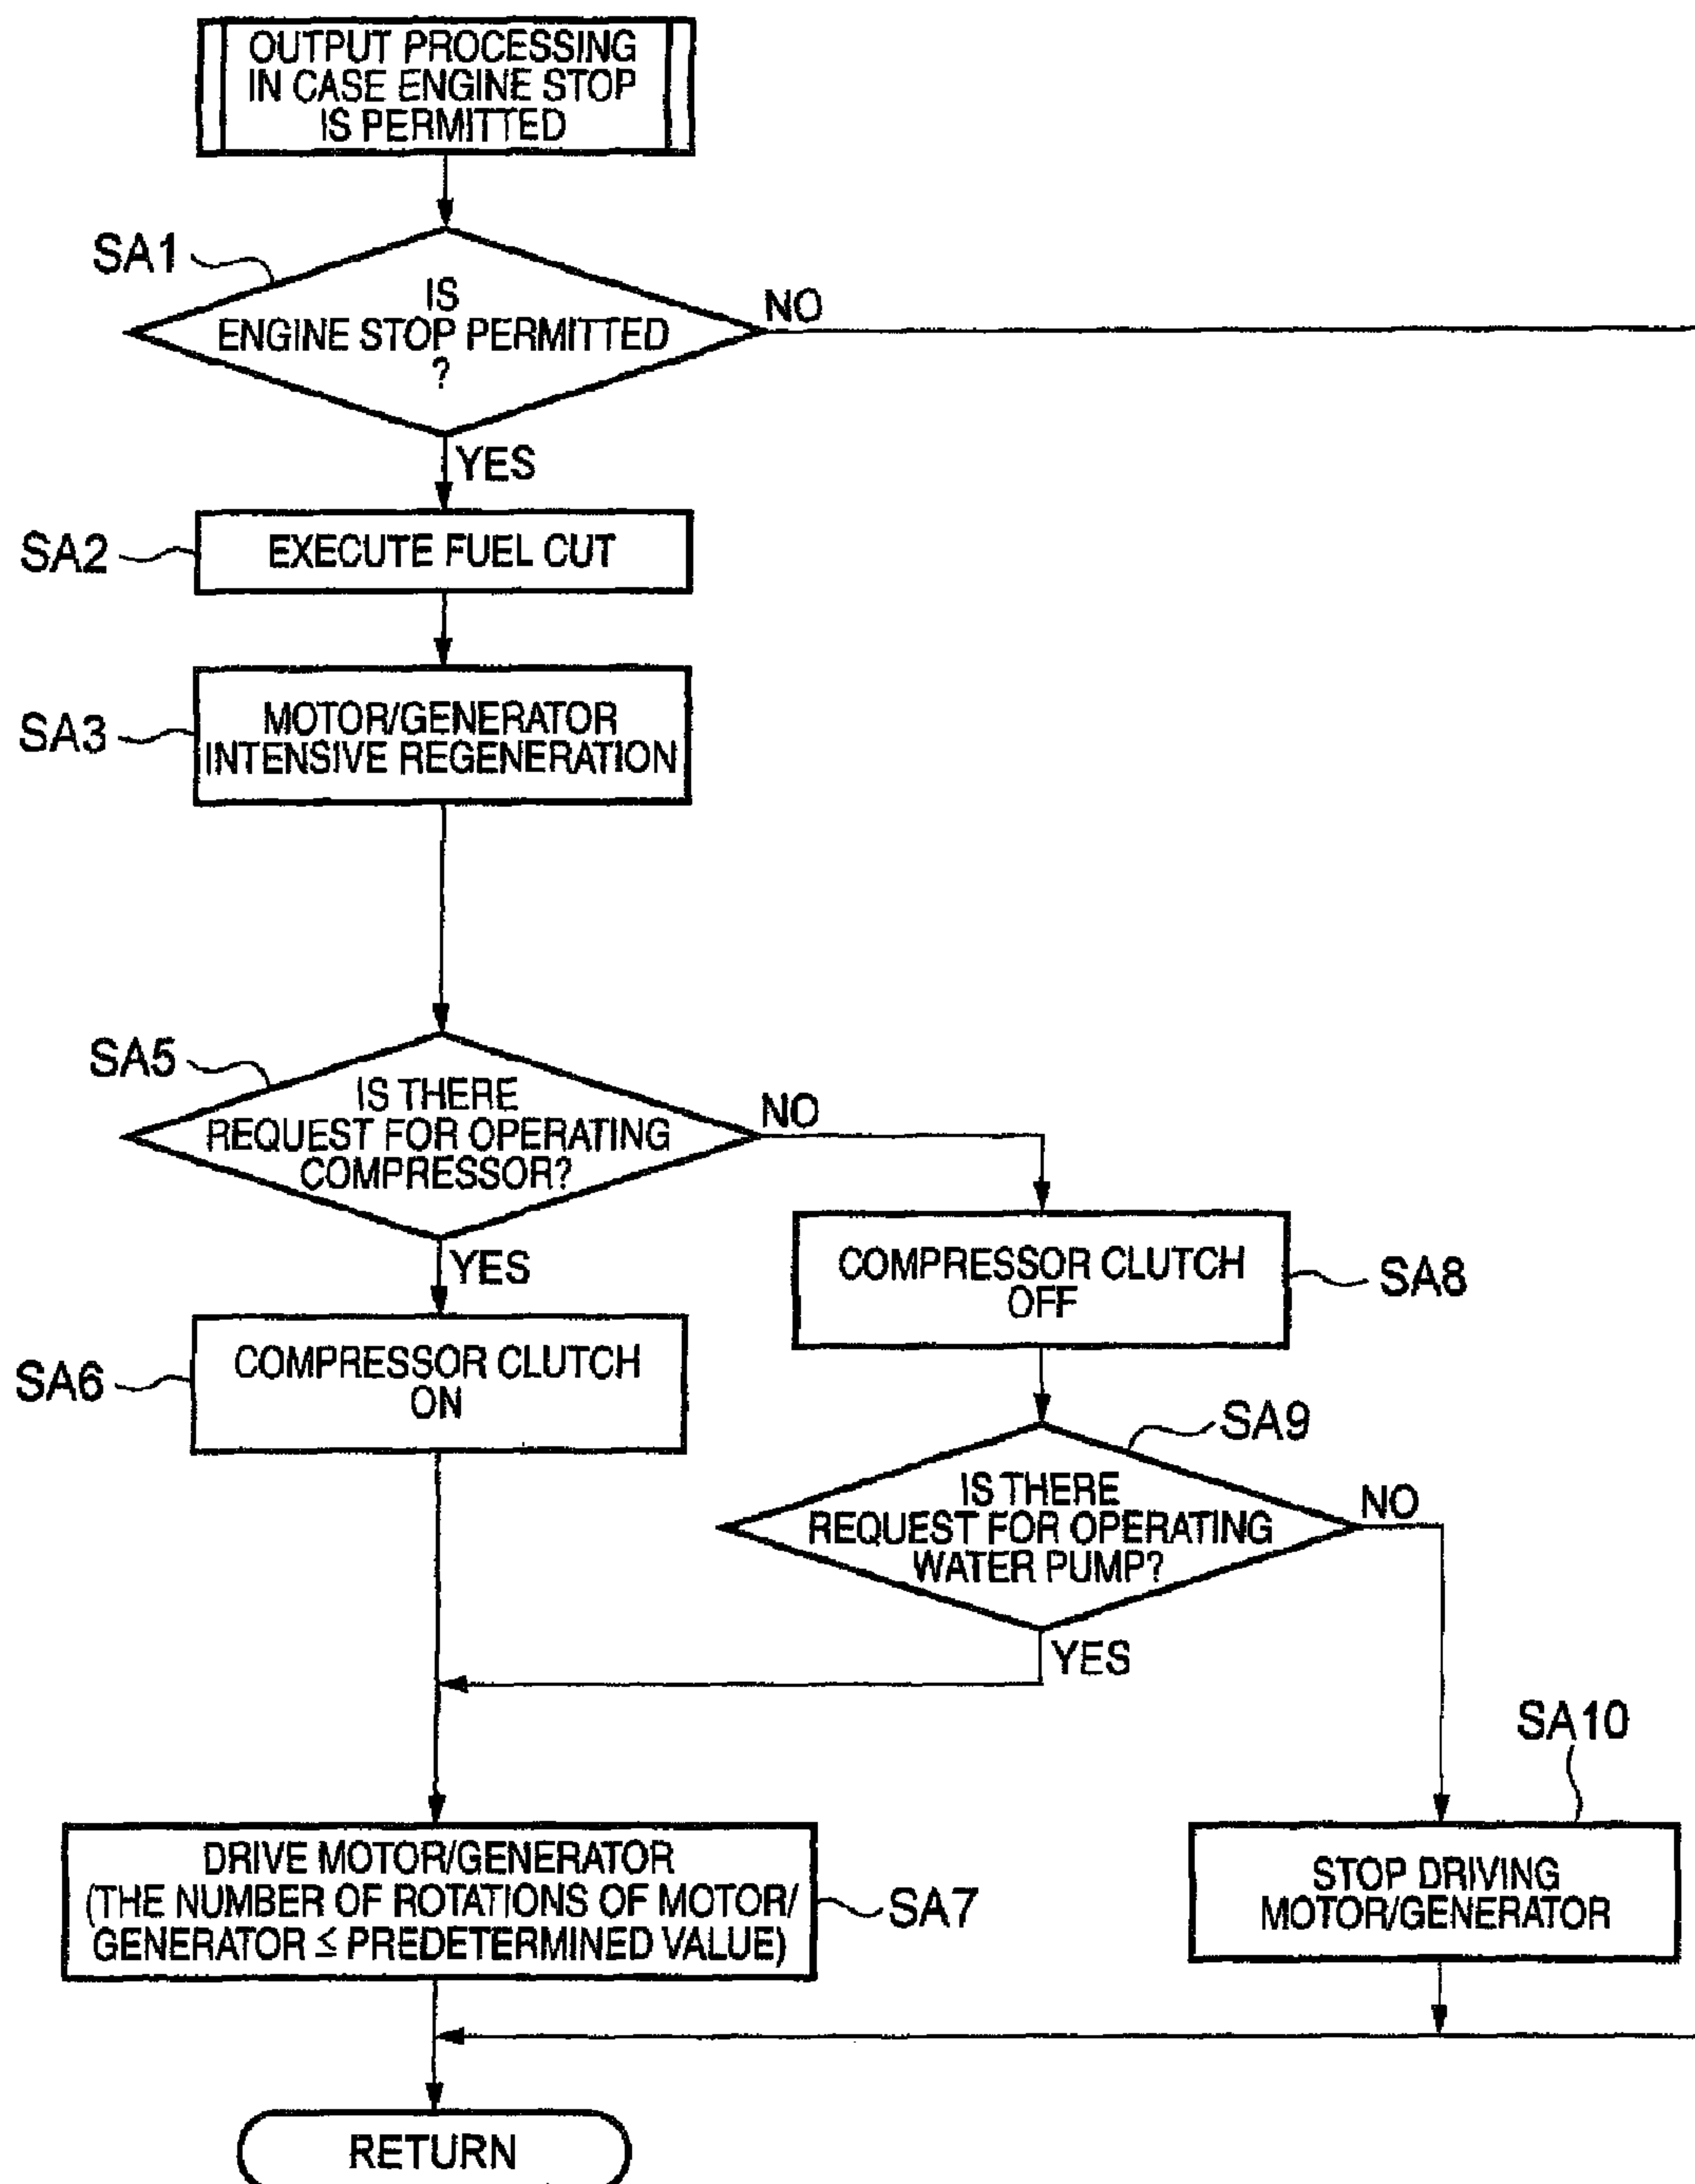 OUTPUT PROCESSING
IN CASE ENGINE STOP
IS PERMITTED
SA1
IS
ENGINE STOP PERMITTED
?
NO
YES
SA2
EXECUTE FUEL CUT
SA3
MOTOR/GENERATOR
INTENSIVE REGENERATION
SA5
IS THERE
REQUEST FOR OPERATING
COMPRESSOR?
NO
YES
COMPRESSOR CLUTCH
OFF
SA8
SA6
COMPRESSOR CLUTCH
ON
SA9
IS THERE
REQUEST FOR OPERATING
WATER PUMP?
NO
YES
SA10
DRIVE MOTOR/GENERATOR
(THE NUMBER OF ROTATIONS OF MOTOR/
GENERATOR ≤ PREDETERMINED VALUE)
SA7
STOP DRIVING
MOTOR/GENERATOR
RETURN